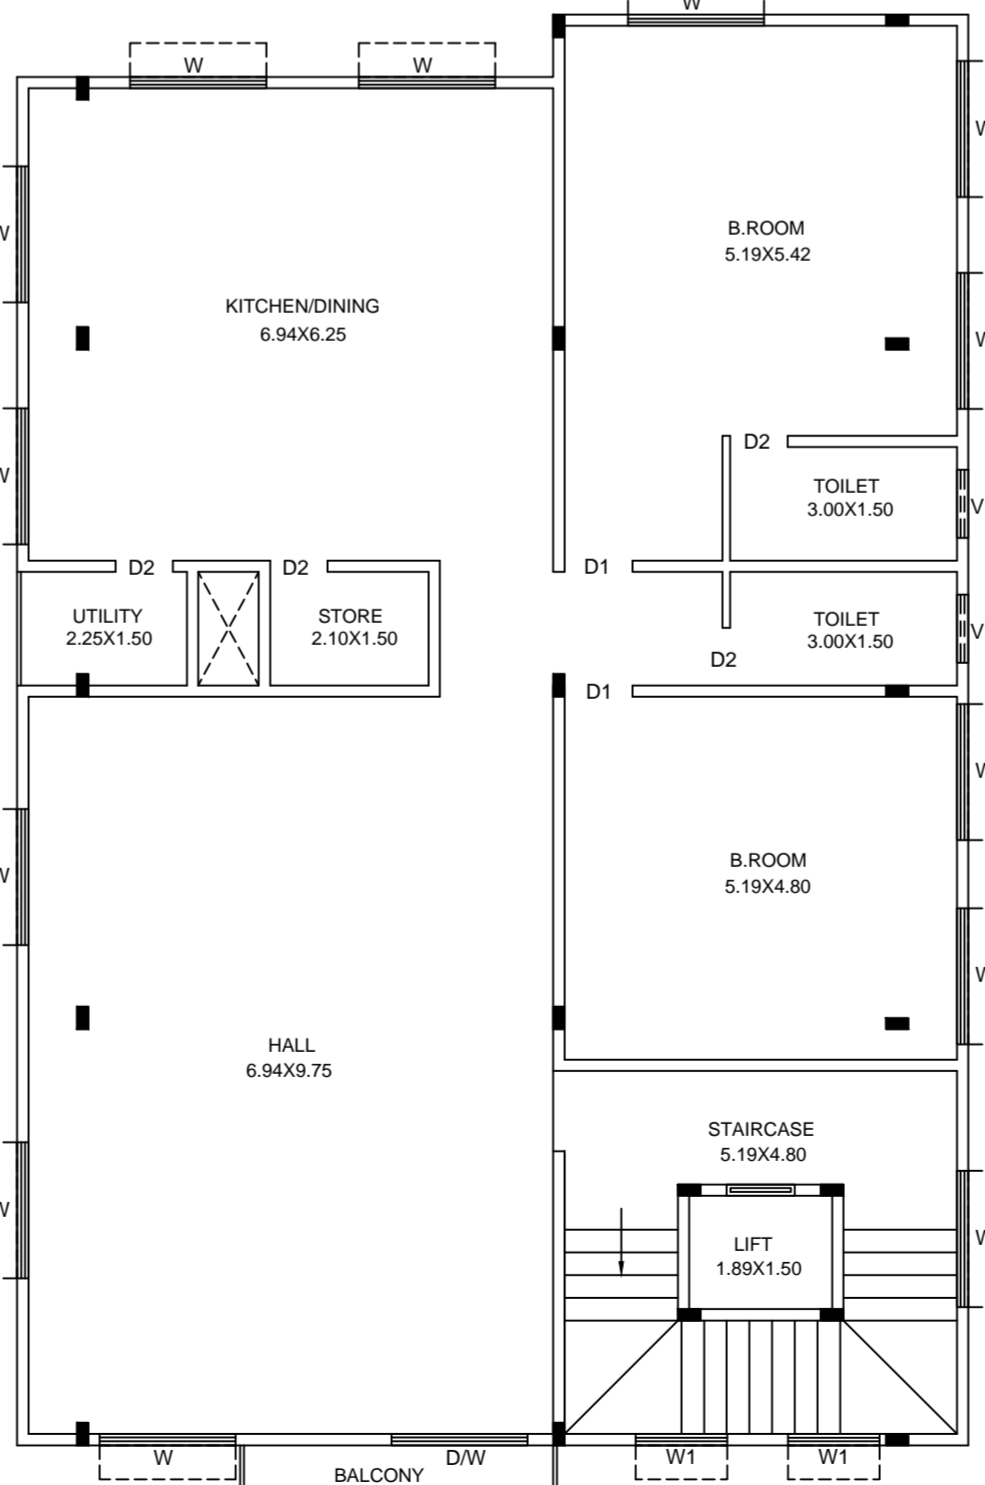 W
W
W
W
B.ROOM
5.19X5.42
W
KITCHEN/DINING
6.94X6.25
W
W
D2
TOILET
3.00X1.50
V
D2
D2
D1
UTILITY
2.25X1.50
STORE
2.10X1.50
TOILET
3.00X1.50
V
D2
D1
W
B.ROOM
5.19X4.80
W
W
HALL
6.94X9.75
STAIRCASE
5.19X4.80
W
LIFT
1.89X1.50
W
W
D/W
W1
W1
BALCONY